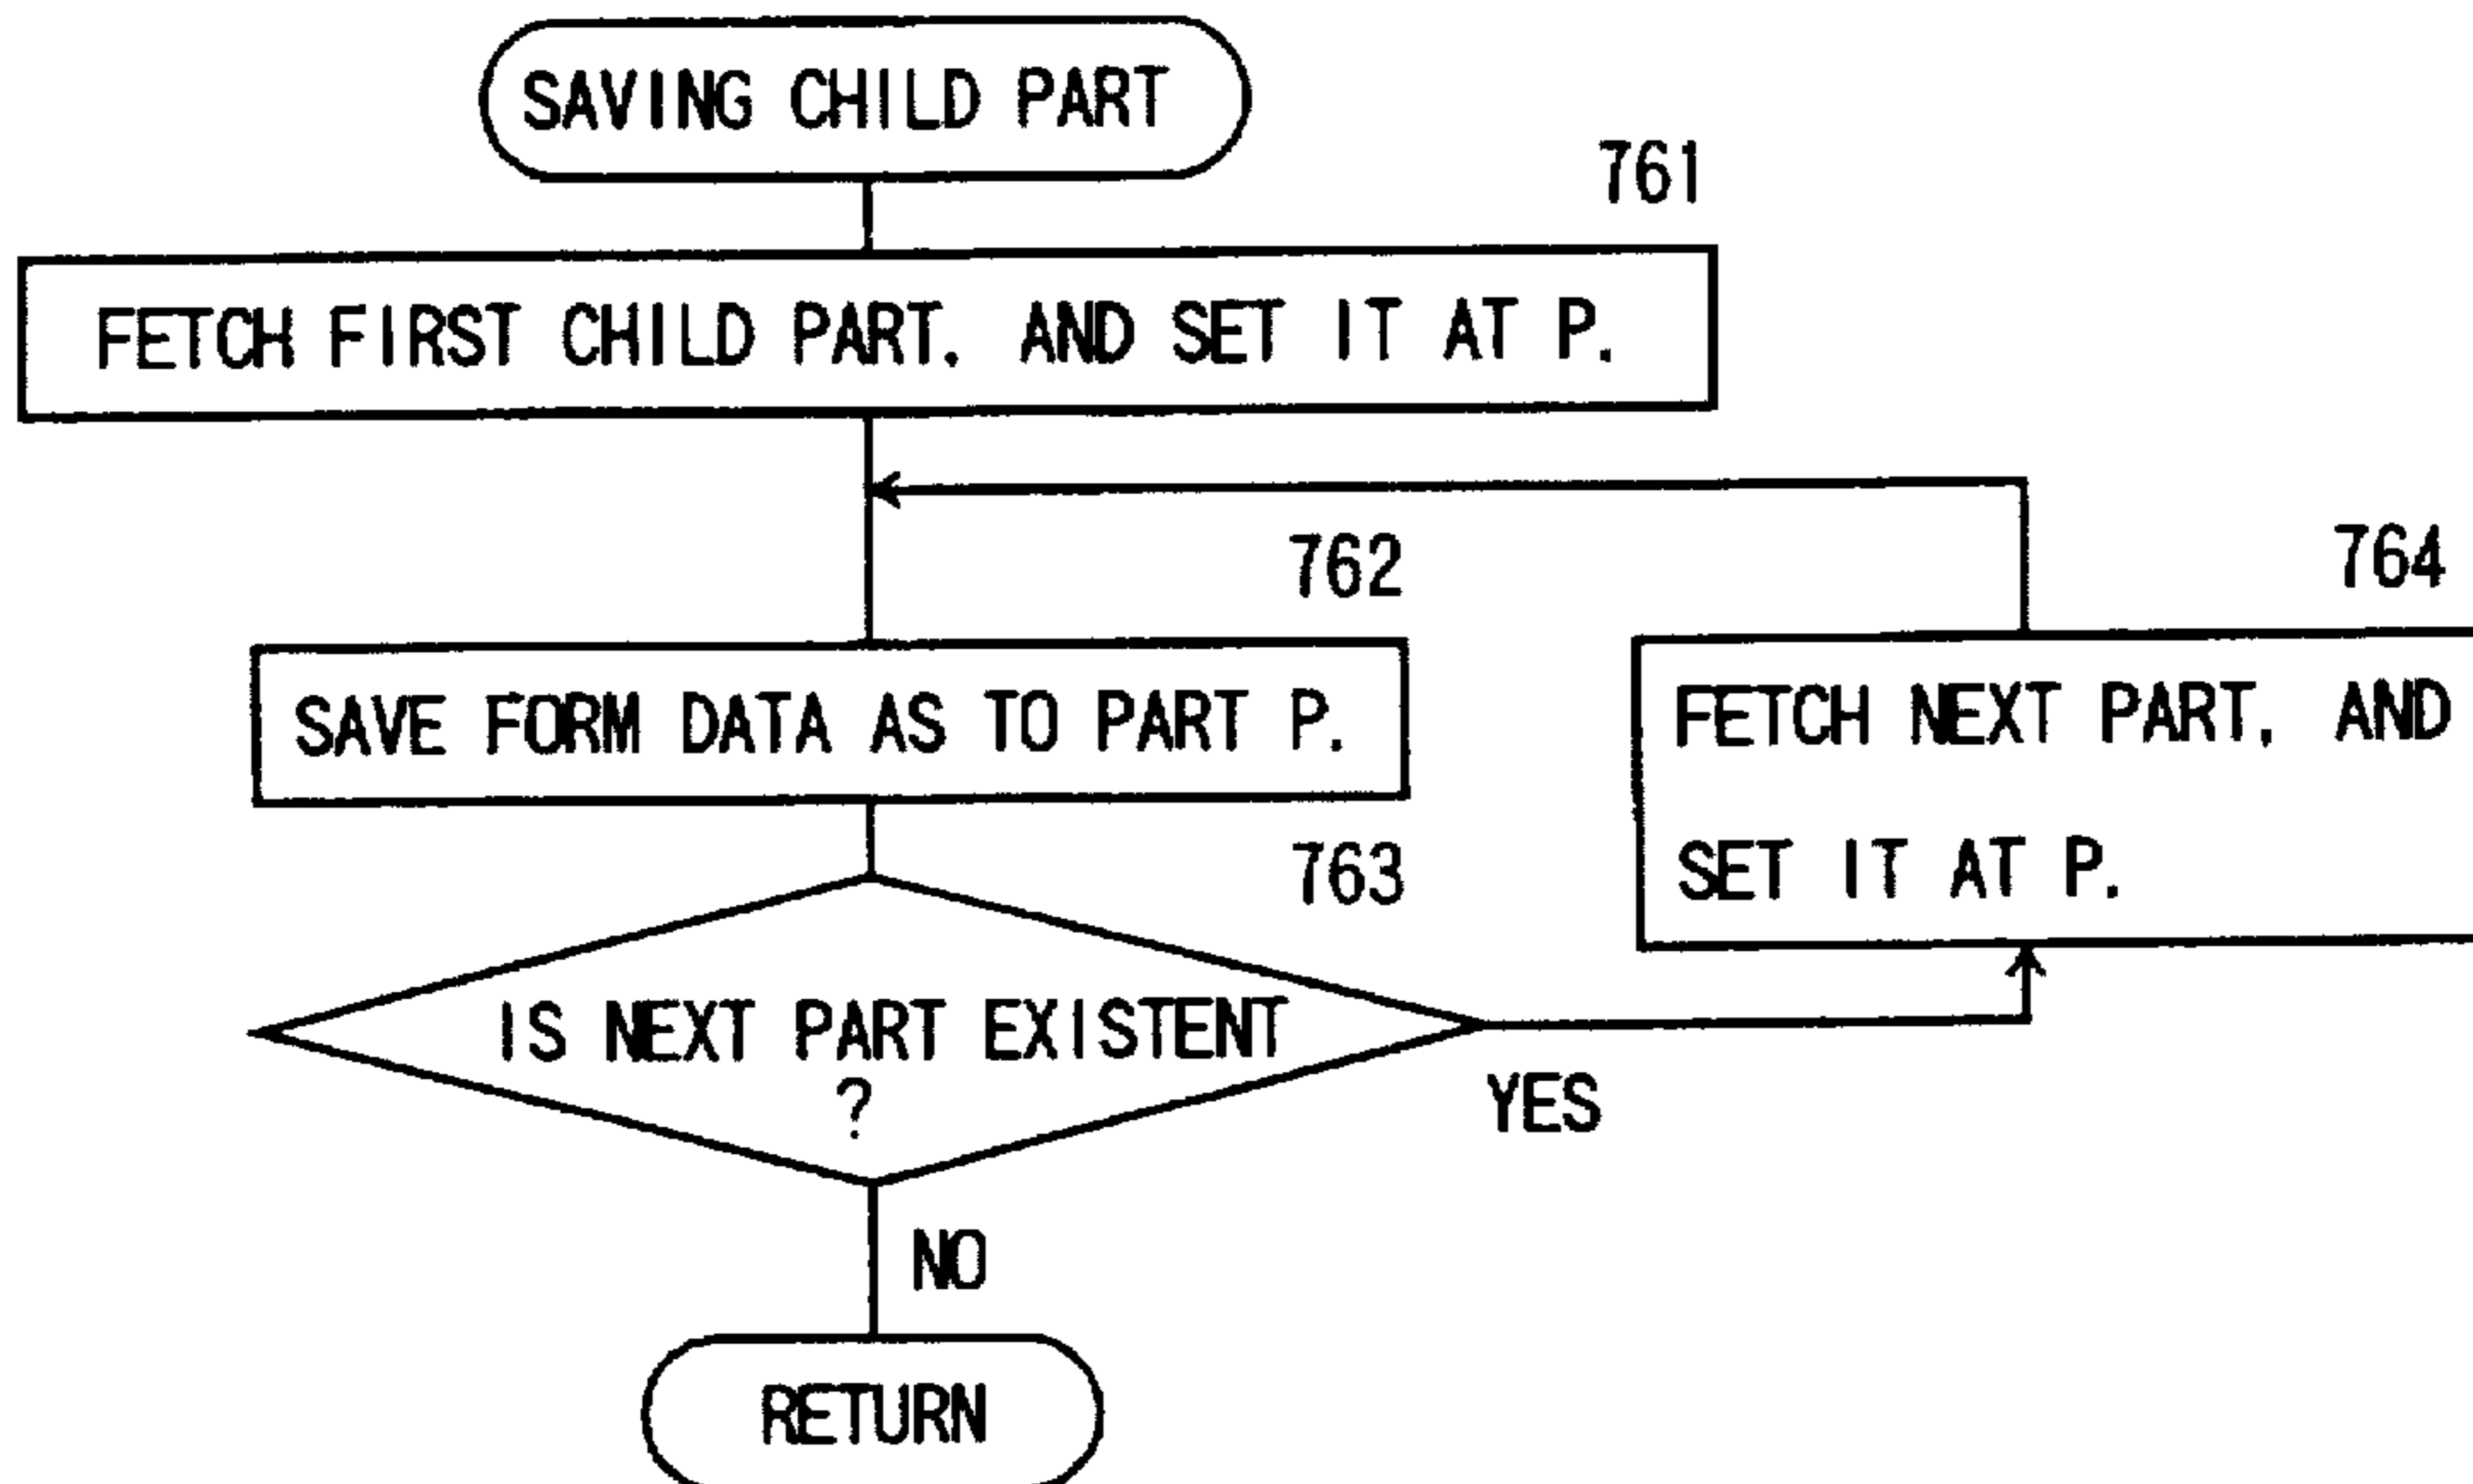 SAVING CHILD PART
761
FETCH FIRST CHILD PART. AND SET IT AT P.
762
764
SAVE FORM DATA AS TO PART P.
FETCH NEXT PART, AND
SET IT AT P.
763
IS NEXT PART EXISTENT
?
YES
NO
RETURN